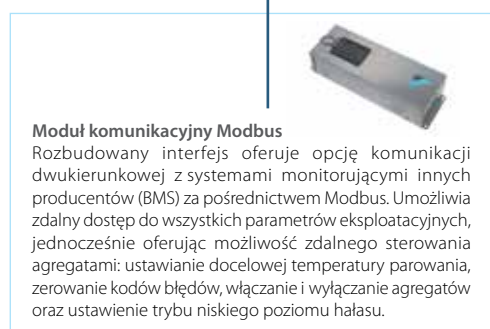 Moduł komunikacyjny Modbus
Rozbudowany interfejs oferuje opcję komunikacji
dwukierunkowej z systemami monitorującymi innych
producentów (BMS) za pośrednictwem Modbus. Umożliwia
zdalny dostęp do wszystkich parametrów eksploatacyjnych,
jednocześnie oferując możliwość zdalnego sterowania
agregatami: ustawianie docelowej temperatury parowania,
zerowanie kodów błędów, włączanie i wyłączanie agregatów
oraz ustawienie trybu niskiego poziomu hałasu.